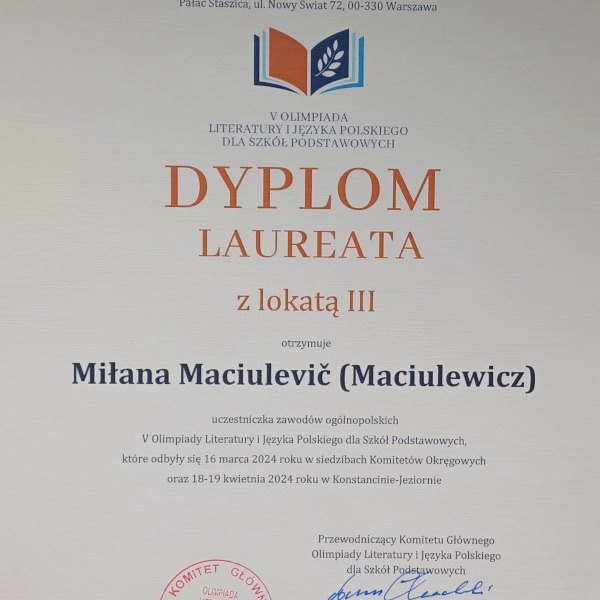 Pałac Staszica, ul. Nowy Świat 72, 00-330 Warszawa
V OLIMPIADA
LITERATURY I JĘZYKA POLSKIEGO
DLA SZKÓŁ PODSTAWOWYCH
DYPLOM
LAUREATA
z lokatą III
otrzymuje
Miłana Maciulevič (Maciulewicz)
uczestniczka zawodów ogólnopolskich
V Olimpiady Literatury i Języka Polskiego dla Szkół Podstawowych,
które odbyły się 16 marca 2024 roku w siedzibach Komitetów Okręgowych
oraz 18-19 kwietnia 2024 roku w Konstancinie-Jeziornie
Przewodniczący Komitetu Głównego
Olimpiady Literatury i Języka Polskiego
dla Szkół Podstawowych
KOMITET GŁÓWN
OLIMPIADA